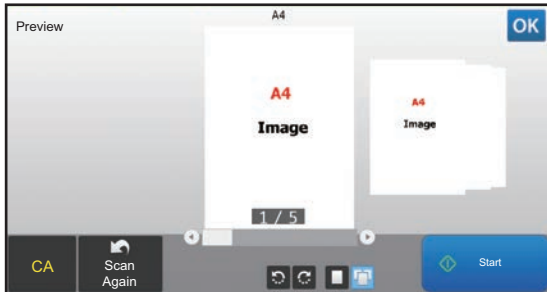 A4
Preview
OK
A4
Image
1 / 5
A4
Image
CA
Scan
Again
Start